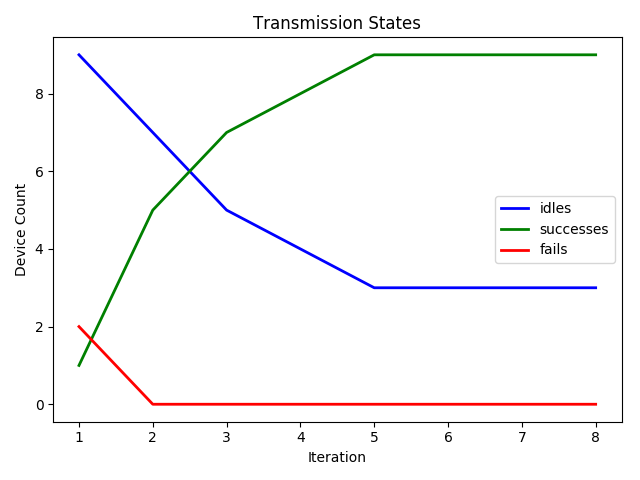 Transmission States
Device Count
8
6
4
2
0
idles
successes
fails
1 2 3 4 5 6 7 8
Iteration